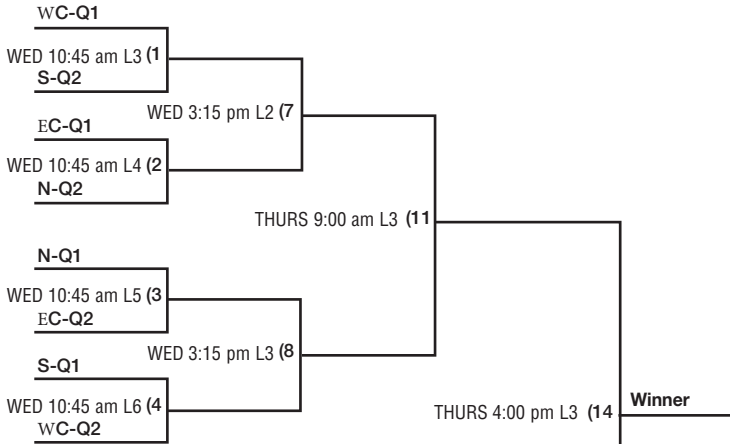 WC-Q1
WED 10:45 am L3 (1
S-Q2
WED 3:15 pm L2 (7
EC-Q1
WED 10:45 am L4 (2
N-Q2
THURS 9:00 am L3 (11
N-Q1
WED 10:45 am L5 (3
EC-Q2
WED 3:15 pm L3 (8
S-Q1
WED 10:45 am L6 (4
WC-Q2
THURS 4:00 pm L3 (14
Winner